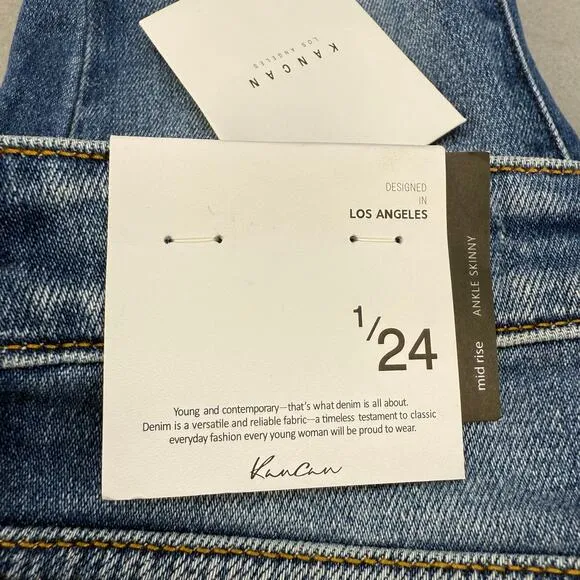 KANCAN
LOS ANGELES
DESIGNED
IN
LOS ANGELES
1/24
Young and contemporary—that's what denim is all about.
Denim is a versatile and reliable fabric—a timeless testament to classic
everyday fashion every young woman will be proud to wear.
KanCan
mid rise ANKLE SKINNY